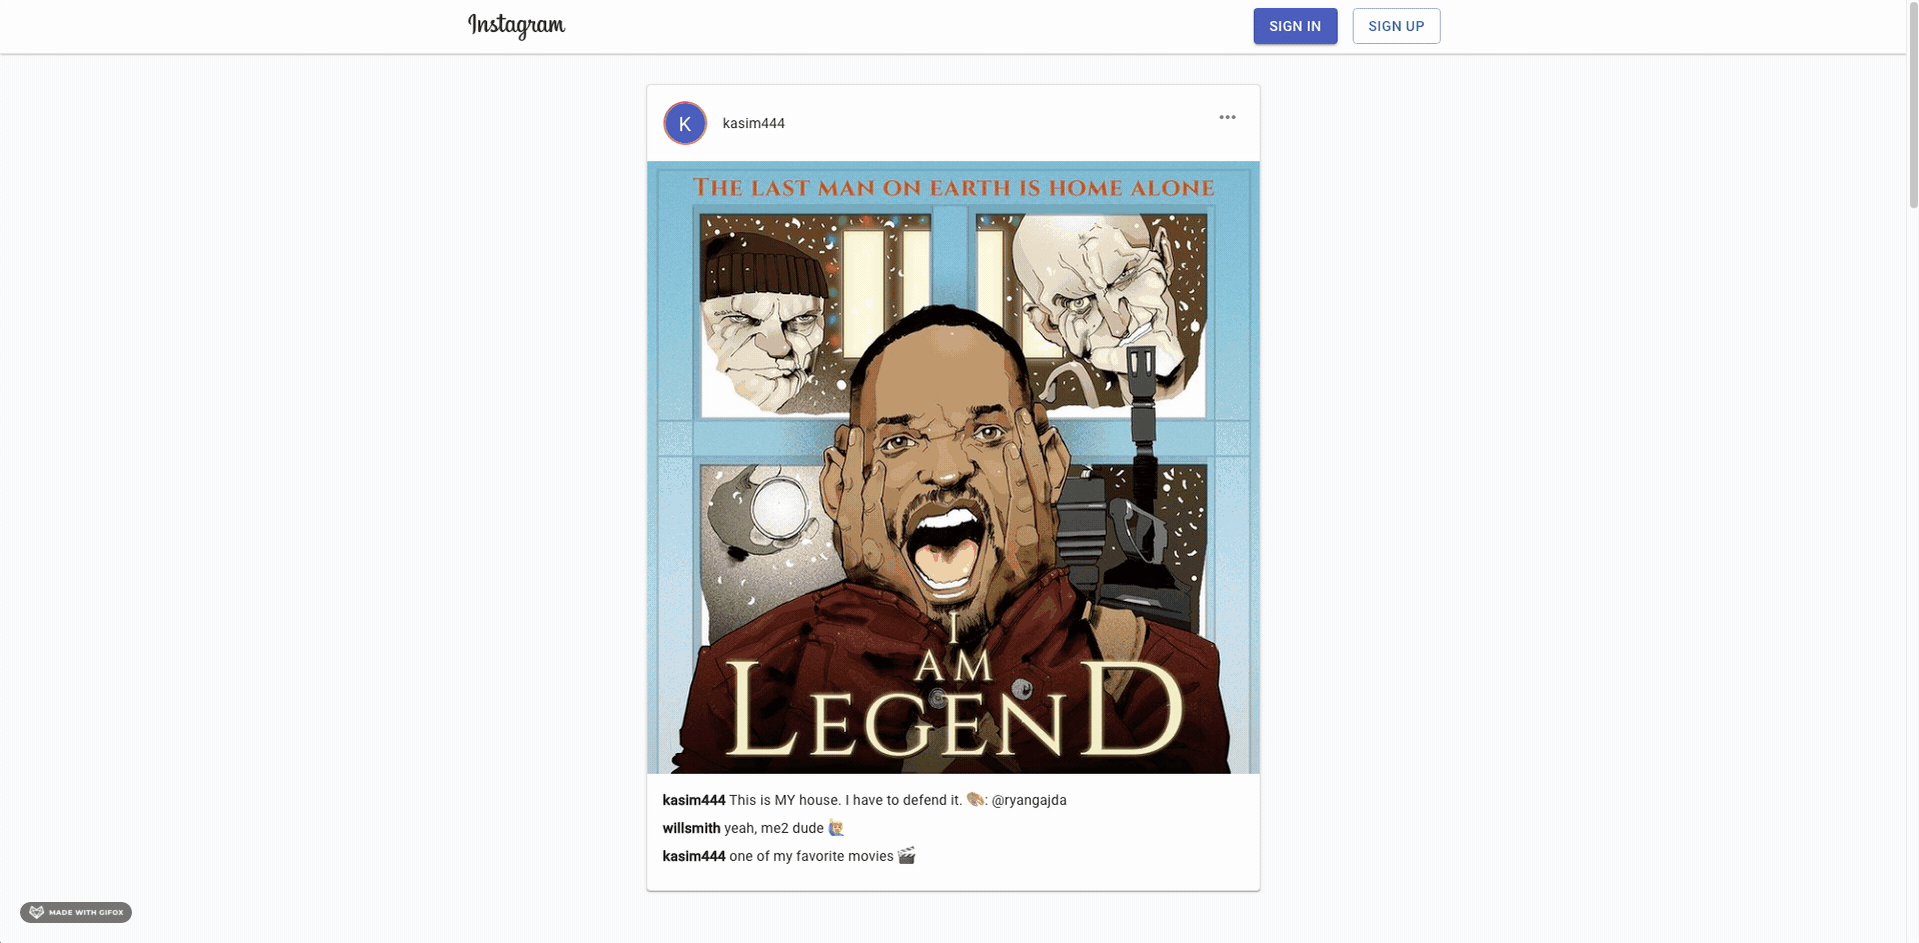 Instagram
SIGN IN
SIGN UP
K
kasim444
THE LAST MAN ON EARTH IS HOME ALONE
I
AM
LEGEND
kasim444 This is MY house. I have to defend it. 🎨: @ryangajda
willsmith yeah, me2 dude 🙋🏼‍♂️
kasim444 one of my favorite movies 🎬
MADE WITH GIFOX